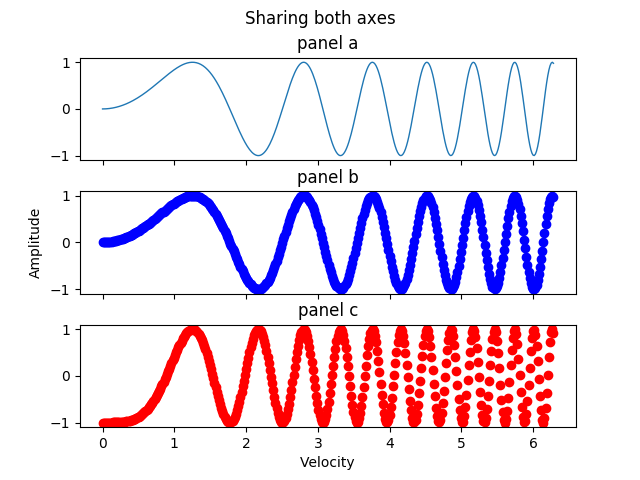 Sharing both axes
panel a
1
0
−1
panel b
1
0
−1
Amplitude
panel c
1
0
−1
0 1 2 3 4 5 6
Velocity